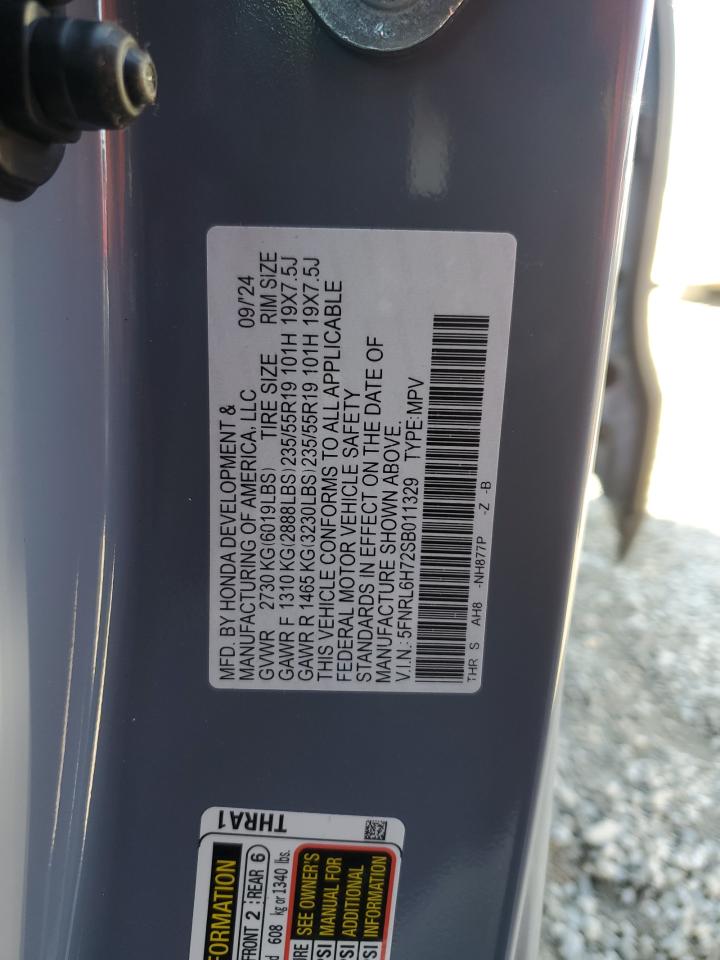 MFD. BY HONDA DEVELOPMENT &
MANUFACTURING OF AMERICA, LLC 09/'24
GVWR 2730 KG(6019LBS) TIRE SIZE RIM SIZE
GAWR F 1310 KG(2888LBS)235/55R19 101H 19X7.5J
GAWR R 1465 KG(3230LBS)235/55R19 101H 19X7.5J
THIS VEHICLE CONFORMS TO ALL APPLICABLE
FEDERAL MOTOR VEHICLE SAFETY
STANDARDS IN EFFECT ON THE DATE OF
MANUFACTURE SHOWN ABOVE.
V.I.N.: 5FNRL6H72SB011329 TYPE:MPV
THR S AH8 -NH877P -Z -B
THRA1
FORMATION
FRONT 2 : REAR 6
608 kg or 1340 lbs.
SEE OWNER'S
MANUAL FOR
ADDITIONAL
INFORMATION